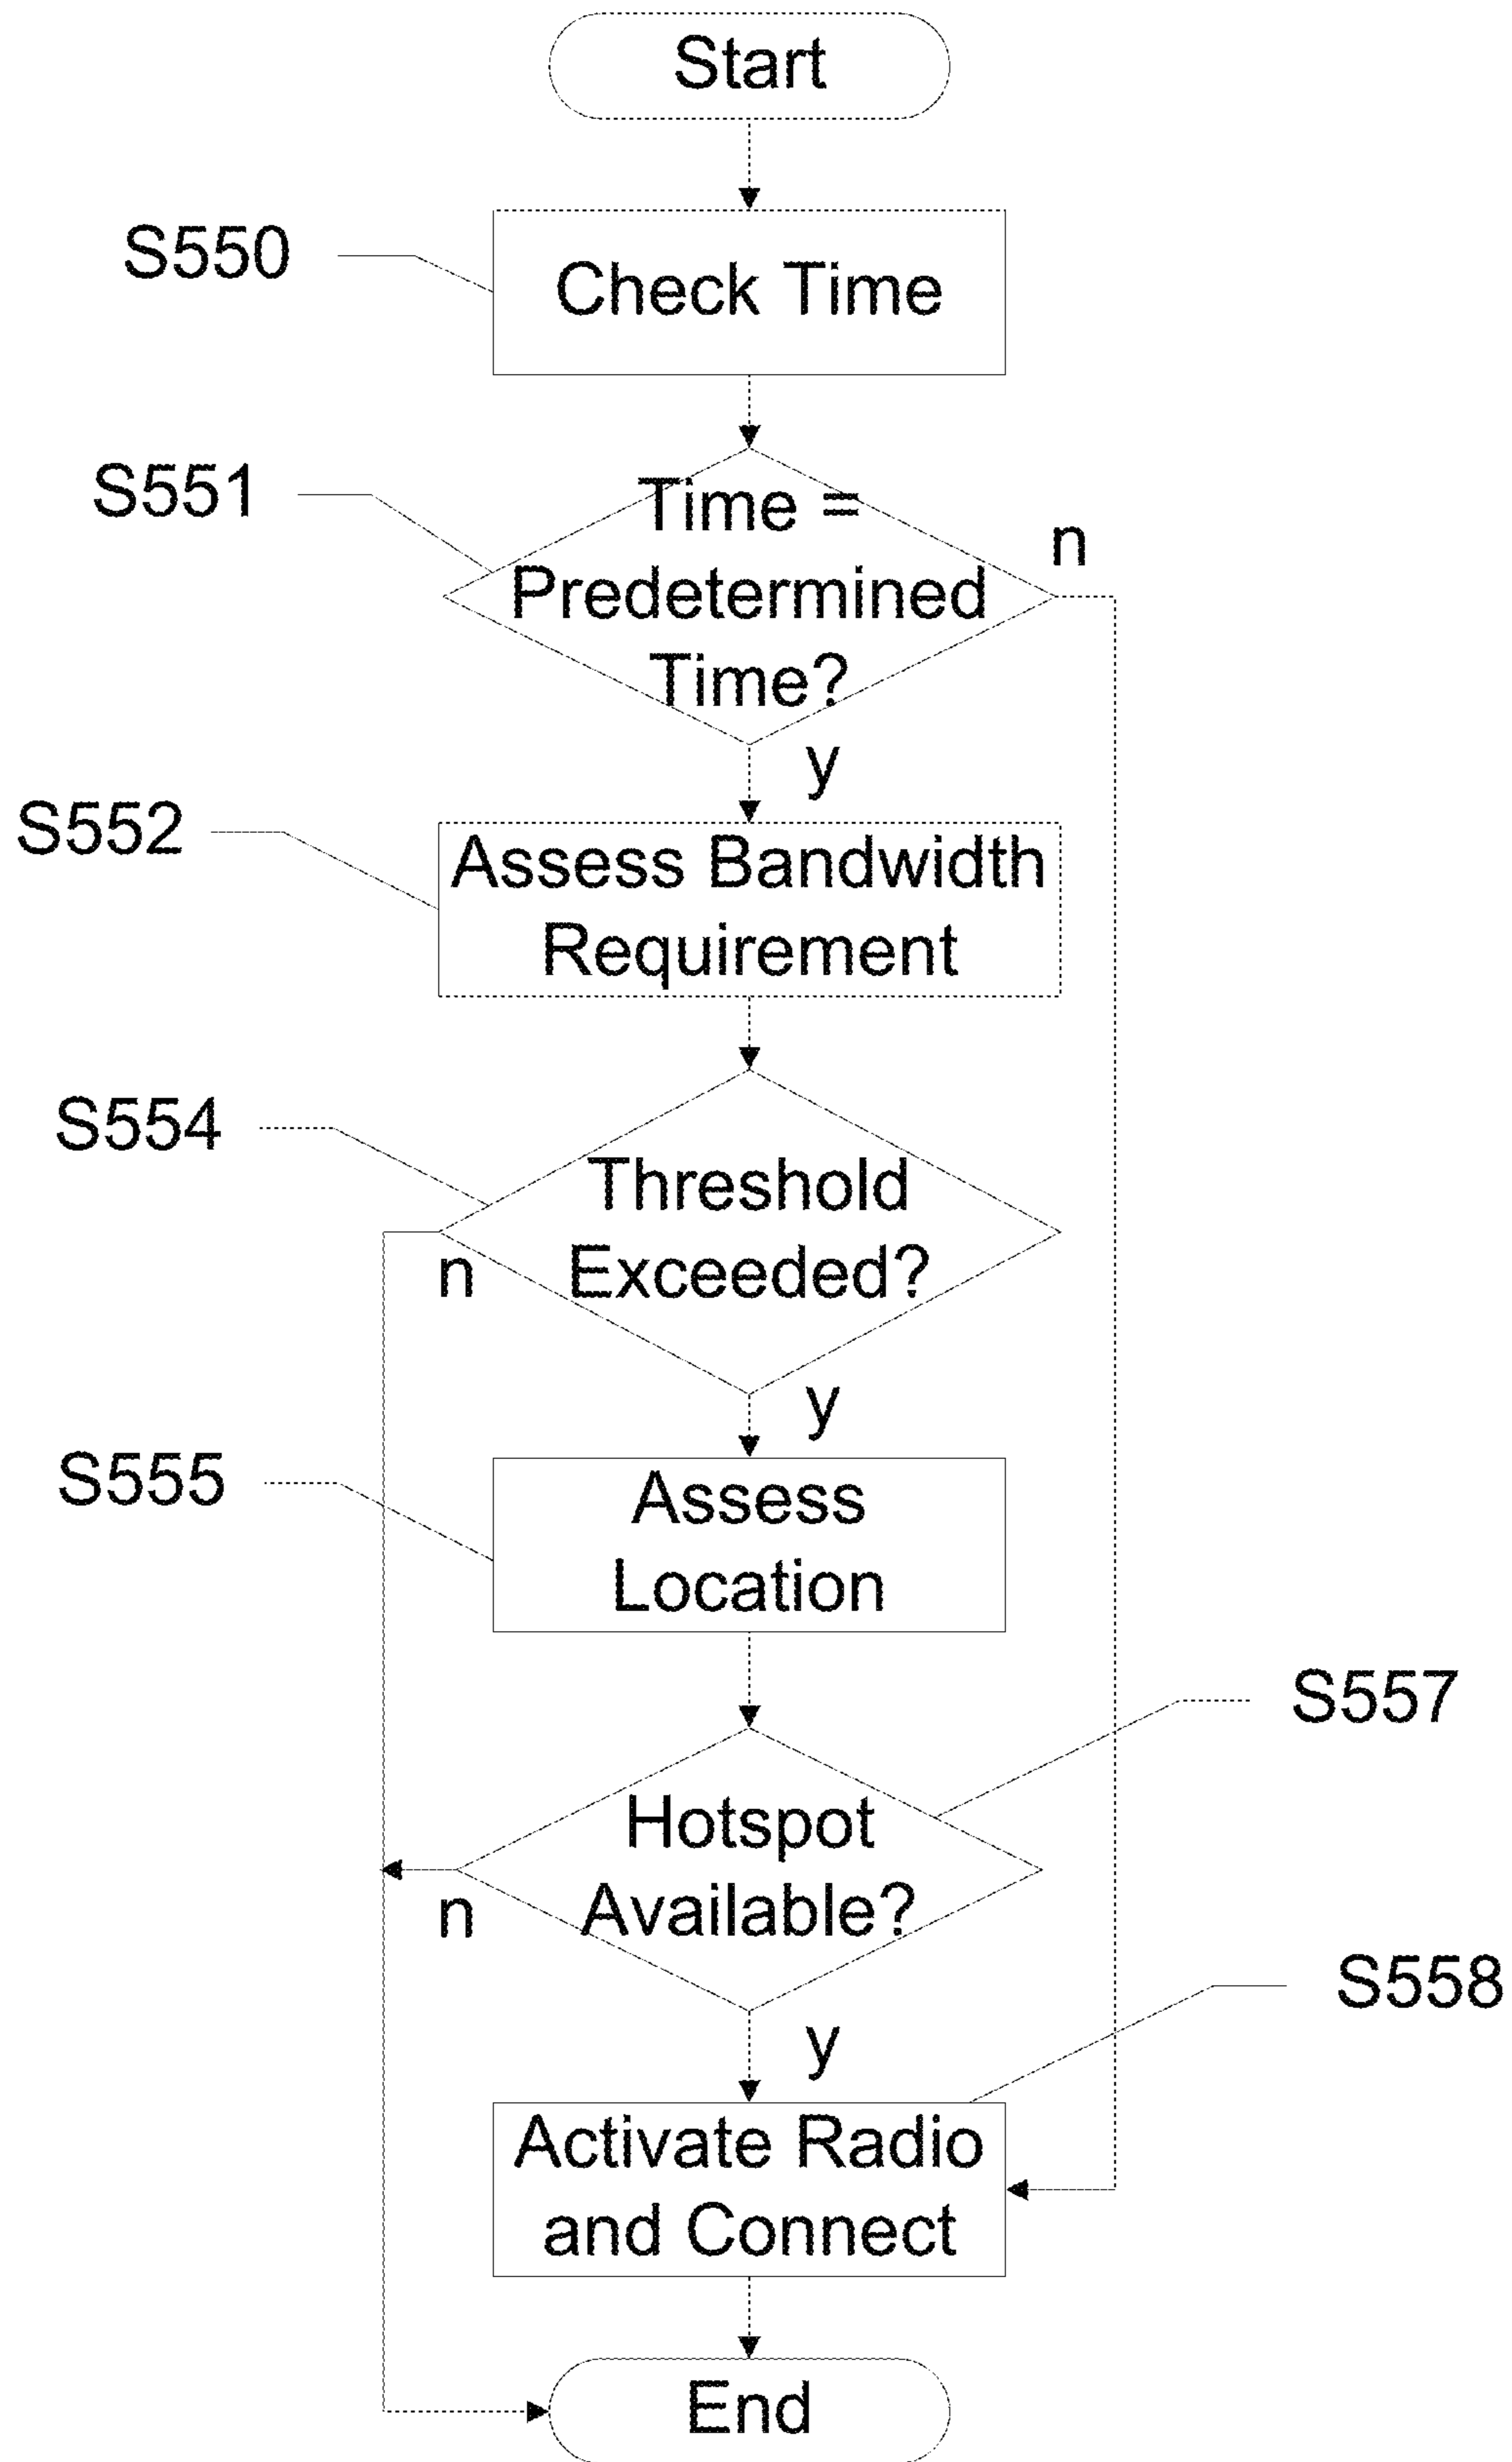 Start
S550
Check Time
S551
Time =
Predetermined
Time?
n
y
S552
Assess Bandwidth
Requirement
S554
Threshold
Exceeded?
n
y
S555
Assess
Location
S557
Hotspot
Available?
n
y
S558
Activate Radio
and Connect
End